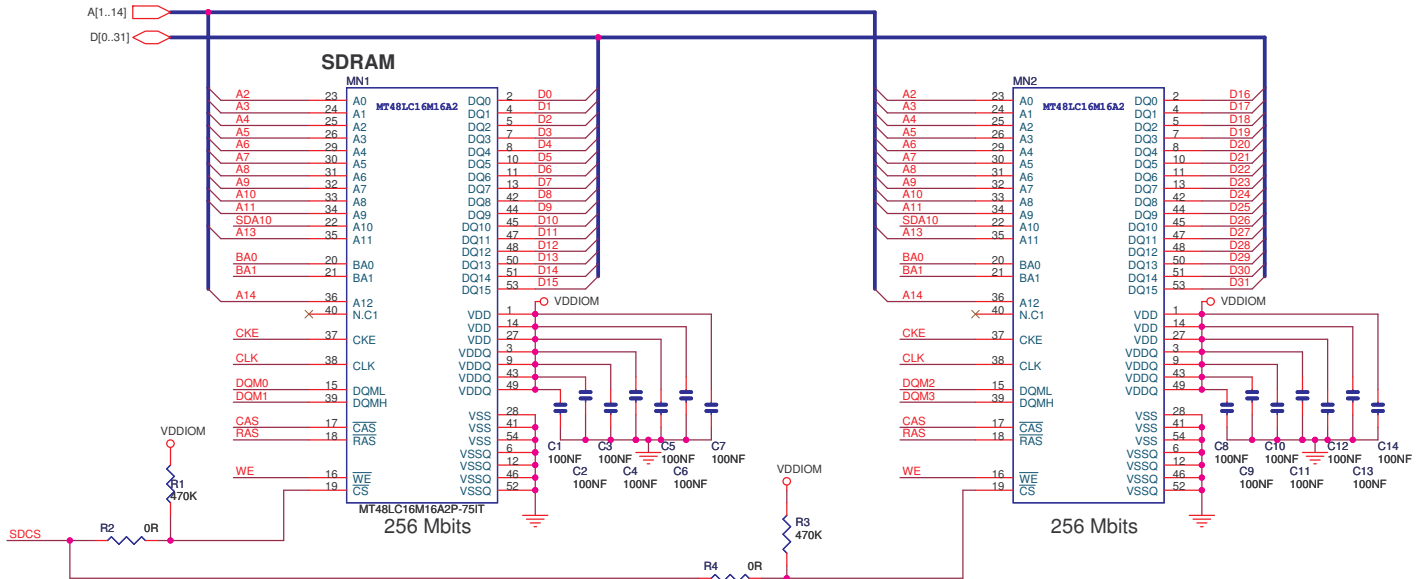 A[1..14]
D[0..31]
SDRAM
MN1
MT48LC16M16A2
A2 23 A0 DQ0 2 D0
A3 24 A1 DQ1 4 D1
A4 25 A2 DQ2 5 D2
A5 26 A3 DQ3 7 D3
A6 29 A4 DQ4 8 D4
A7 30 A5 DQ5 10 D5
A8 31 A6 DQ6 11 D6
A9 32 A7 DQ7 13 D7
A10 33 A8 DQ8 42 D8
A11 34 A9 DQ9 44 D9
SDA10 22 A10 DQ10 45 D10
A13 35 A11 DQ11 47 D11
DQ12 48 D12
BA0 20 BA0 DQ13 50 D13
BA1 21 BA1 DQ14 51 D14
DQ15 53 D15
A14 36 A12
VDDIOM
40 N.C1 VDD 1
VDD 14
CKE 37 CKE VDD 27
VDDQ 3
CLK 38 CLK VDDQ 9
VDDQ 43
DQM0 15 DQML VDDQ 49
DQM1 39 DQMH
VSS 28
CAS 17 CAS VSS 41
RAS 18 RAS VSS 54
VSSQ 6
VSSQ 12
WE 16 WE VSSQ 46
19 CS VSSQ 52
MT48LC16M16A2P-75IT
256 Mbits
C1 C3 C5 C7
100NF 100NF 100NF 100NF
C2 C4 C6
100NF 100NF 100NF
VDDIOM
R1
470K
R2 0R
SDCS
MN2
MT48LC16M16A2
A2 23 A0 DQ0 2 D16
A3 24 A1 DQ1 4 D17
A4 25 A2 DQ2 5 D18
A5 26 A3 DQ3 7 D19
A6 29 A4 DQ4 8 D20
A7 30 A5 DQ5 10 D21
A8 31 A6 DQ6 11 D22
A9 32 A7 DQ7 13 D23
A10 33 A8 DQ8 42 D24
A11 34 A9 DQ9 44 D25
SDA10 22 A10 DQ10 45 D26
A13 35 A11 DQ11 47 D27
DQ12 48 D28
BA0 20 BA0 DQ13 50 D29
BA1 21 BA1 DQ14 51 D30
DQ15 53 D31
A14 36 A12
VDDIOM
40 N.C1 VDD 1
VDD 14
CKE 37 CKE VDD 27
VDDQ 3
CLK 38 CLK VDDQ 9
VDDQ 43
DQM2 15 DQML VDDQ 49
DQM3 39 DQMH
VSS 28
CAS 17 CAS VSS 41
RAS 18 RAS VSS 54
VSSQ 6
VSSQ 12
WE 16 WE VSSQ 46
19 CS VSSQ 52
256 Mbits
C8 C10 C12 C14
100NF 100NF 100NF 100NF
C9 C11 C13
100NF 100NF 100NF
VDDIOM
R3
470K
R4 0R